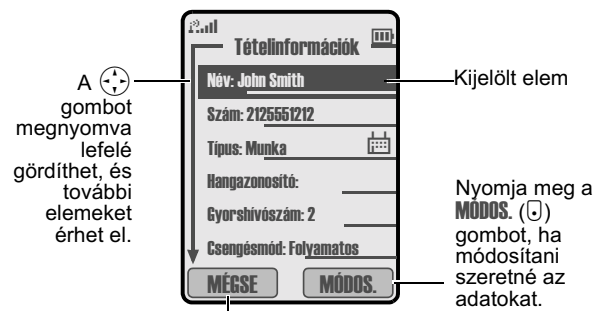 Tételinformációk
Név: John Smith
Szám: 2125551212
Típus: Munka
Hangazonosító:
Gyorshívószám: 2
Csengésmód: Folyamatos
MÉGSE
MÓDOS.
A
gombot
megnyomva
lefelé
gördíthet, és
további
elemeket
érhet el.
Kijelölt elem
Nyomja meg a
MÓDOS. ( )
gombot, ha
módosítani
szeretné az
adatokat.